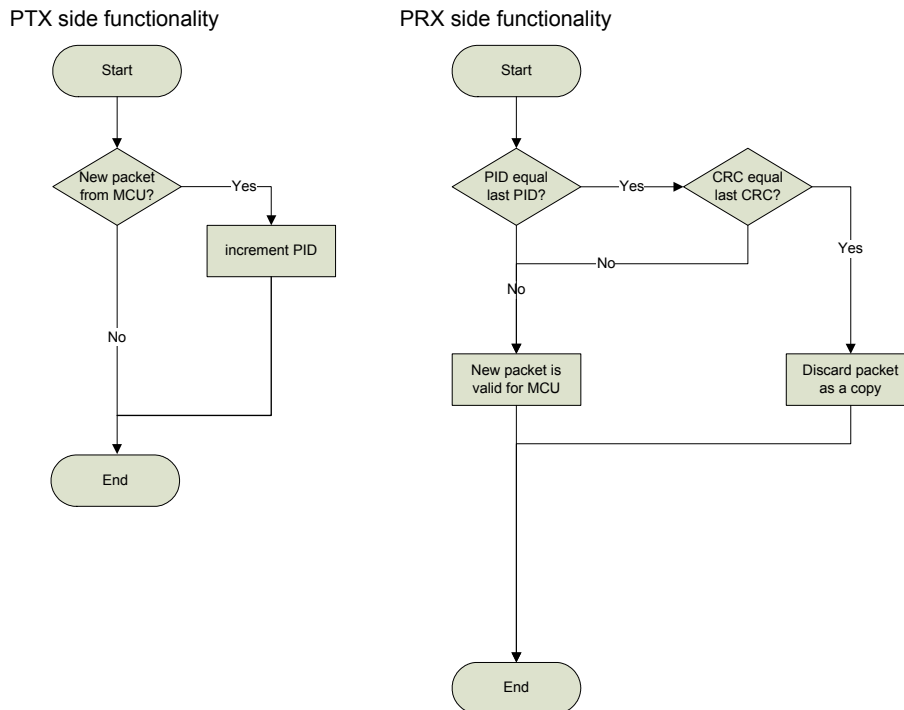 PTX side functionality
Start
New packet
from MCU?
Yes
increment PID
No
End
PRX side functionality
Start
PID equal
last PID?
Yes
CRC equal
last CRC?
No
Yes
No
New packet is
valid for MCU
Discard packet
as a copy
End